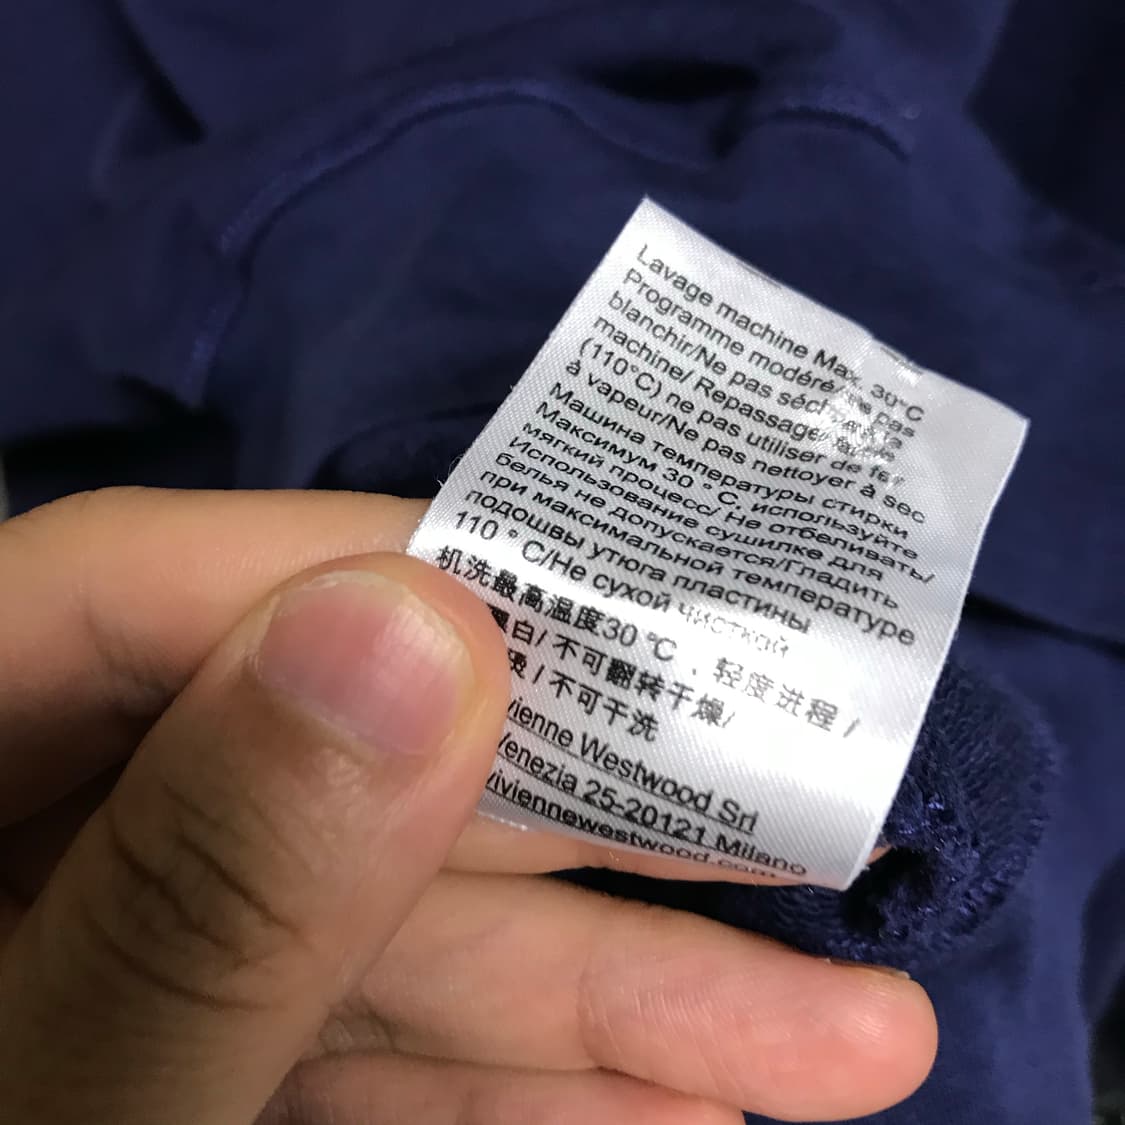 Lavage machine Max. 30°C
Programme modéré/ne pas
blanchir/Ne pas sécher à la
machine/ Repassage/ à
(110°C) ne pas utiliser de fer
à vapeur/Ne pas nettoyer à sec
Машина температуры стирки
Максимум 30 ° C, используйте
мягкий процесс/ Не отбеливать/
Использование сушилке для
белья не допускается/Гладить
при максимальной температуре
подошвы утюга пластины
110 ° C/Не сухой чисткой
机洗最高温度30 ℃ . 轻度进程 /
白/ 不可翻转干燥/
烫 / 不可干洗
Westwood Srl
Venezia 25-20121 Milano
viviennewestwood.com